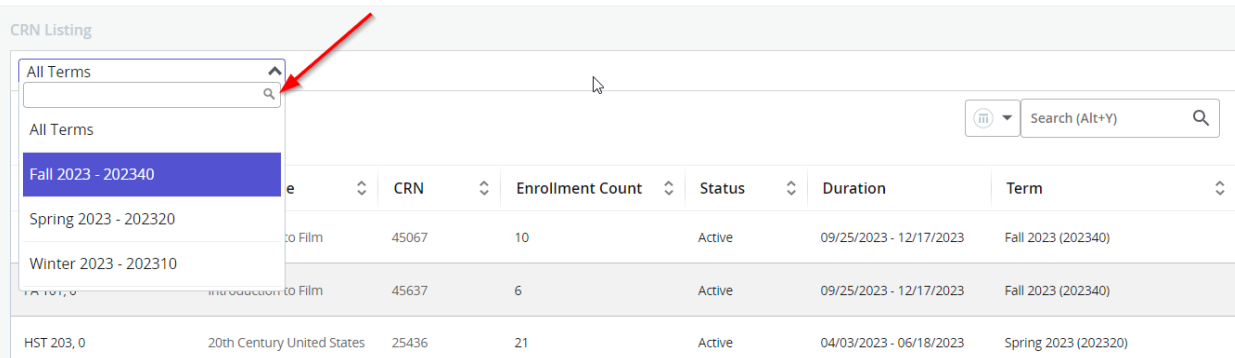 CRN Listing
All Terms
All Terms
Search (Alt+Y)
Fall 2023 - 202340
CRN Enrollment Count Status Duration Term
Spring 2023 - 202320
to Film 45067 10 Active 09/25/2023 - 12/17/2023 Fall 2023 (202340)
Winter 2023 - 202310
to Film 45637 6 Active 09/25/2023 - 12/17/2023 Fall 2023 (202340)
HST 203, 0 20th Century United States 25436 21 Active 04/03/2023 - 06/18/2023 Spring 2023 (202320)